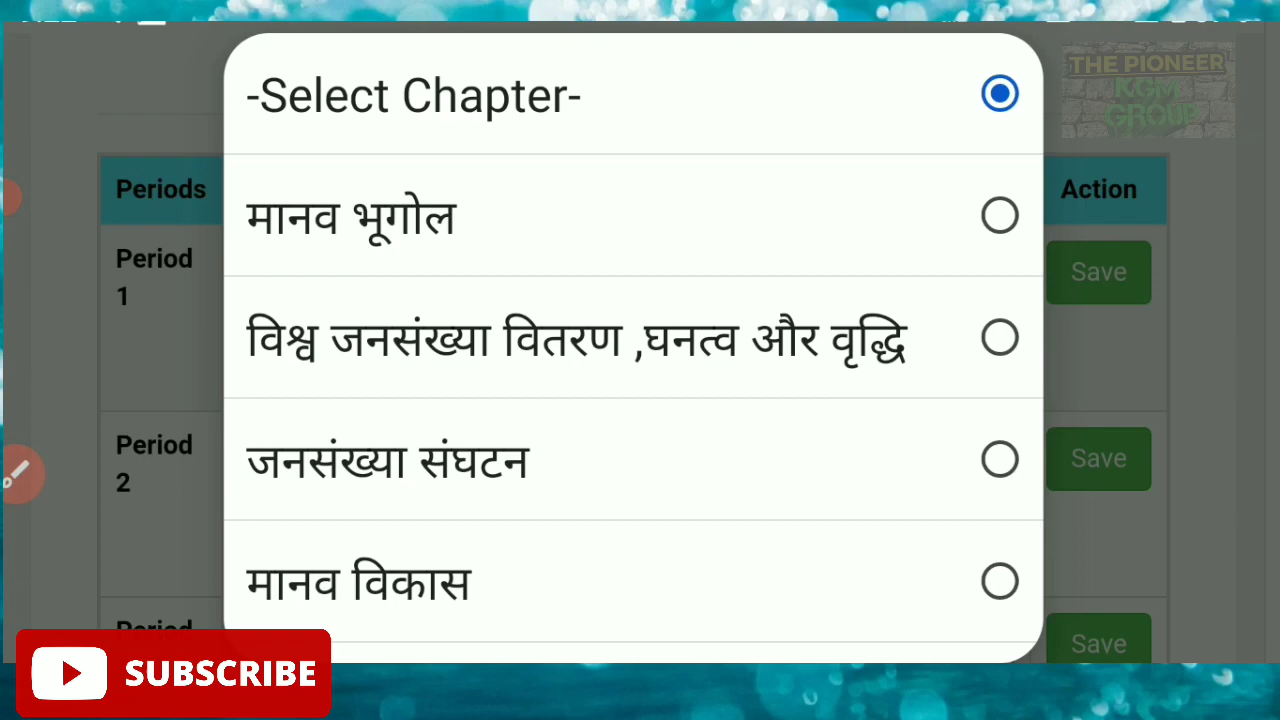 THE PIONEER
KGM
GROUP
-Select Chapter-
मानव भूगोल
विश्व जनसंख्या वितरण ,घनत्व और वृद्धि
जनसंख्या संघटन
मानव विकास
Periods
Action
Period
1
Save
Period
2
Save
Period
Save
SUBSCRIBE